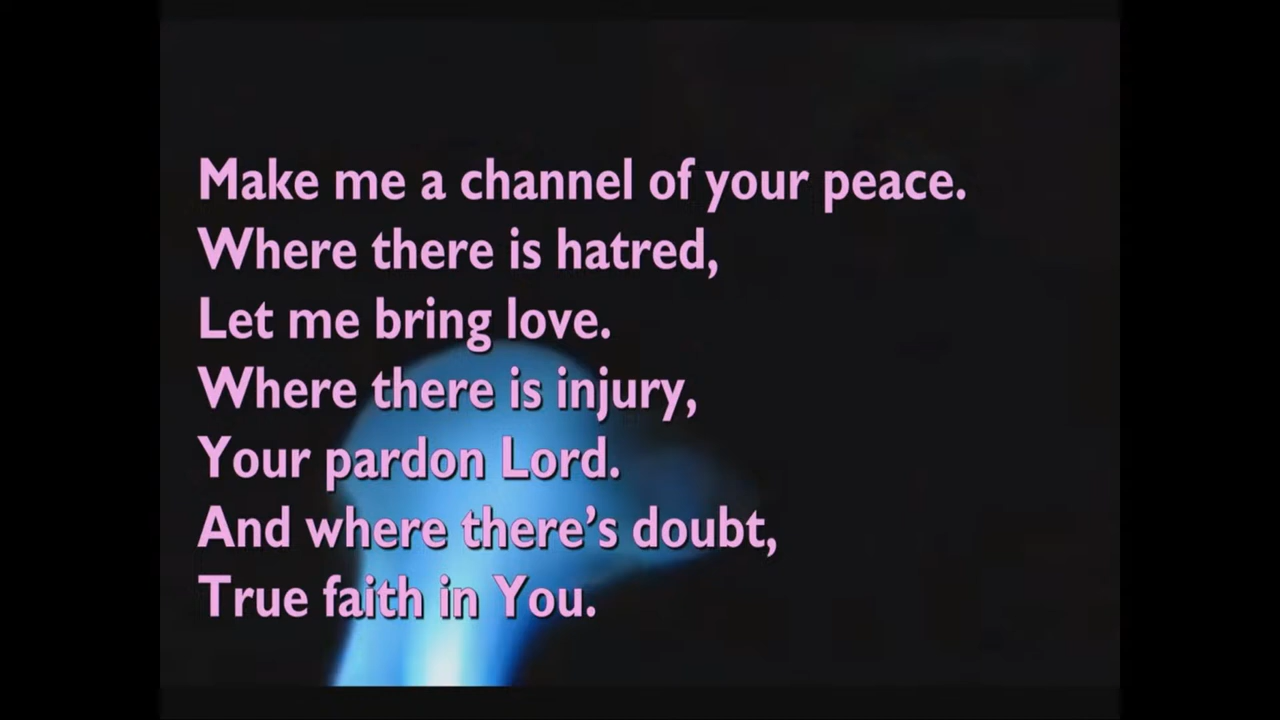 Make me a channel of your peace.
Where there is hatred,
Let me bring love.
Where there is injury,
Your pardon Lord.
And where there’s doubt,
True faith in You.